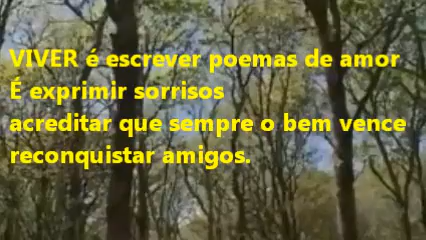 VIVER é escrever poemas de amor
É exprimir sorrisos
acreditar que sempre o bem vence
reconquistar amigos.